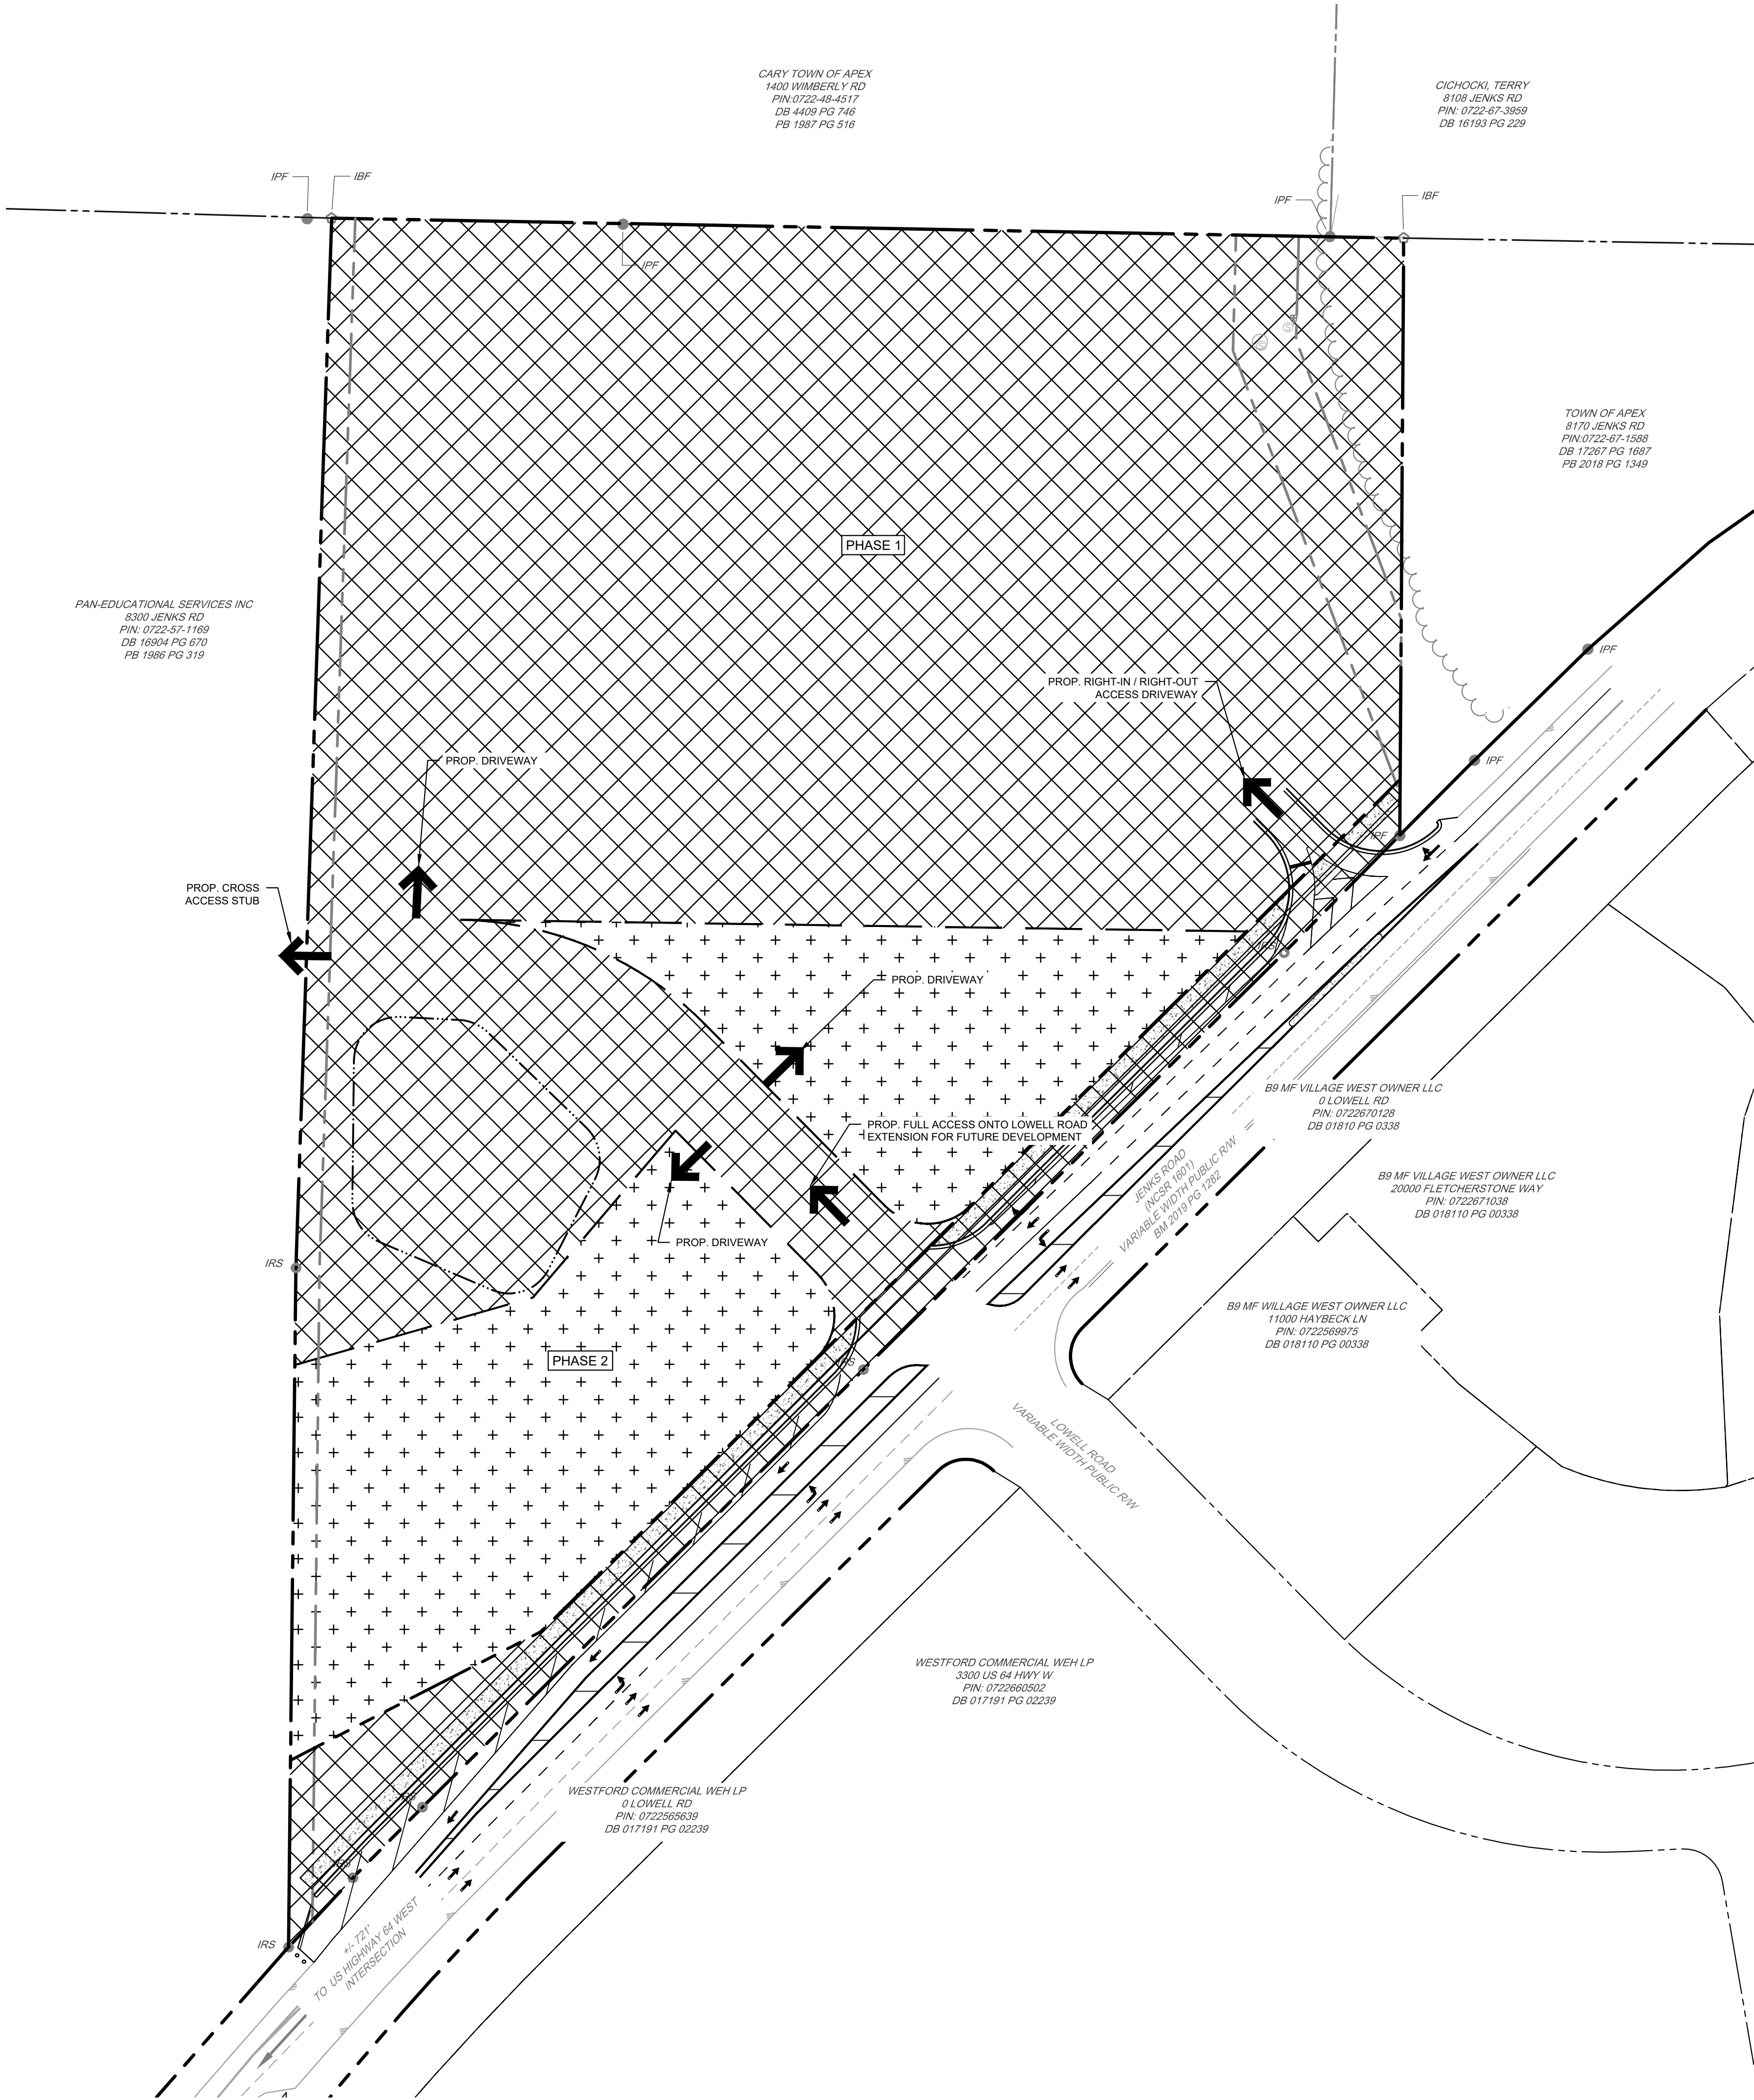 CARY TOWN OF APEX
1400 WIMBERLY RD
PIN:0722-48-4517
DB 4409 PG 746
PB 1987 PG 516
CICHOCKI, TERRY
8108 JENKS RD
PIN: 0722-67-3959
DB 16193 PG 229
IPF
IBF
IPF
IBF
IPF
TOWN OF APEX
8170 JENKS RD
PIN:0722-67-1588
DB 17267 PG 1687
PB 2018 PG 1349
PHASE 1
PAN-EDUCATIONAL SERVICES INC
8300 JENKS RD
PIN: 0722-57-1169
DB 16904 PG 670
PB 1986 PG 319
IPF
PROP. RIGHT-IN / RIGHT-OUT
ACCESS DRIVEWAY
PROP. DRIVEWAY
IPF
IPF
PROP. CROSS
ACCESS STUB
IRS
PROP. DRIVEWAY
B9 MF VILLAGE WEST OWNER LLC
0 LOWELL RD
PIN: 0722670128
DB 01810 PG 0338
PROP. FULL ACCESS ONTO LOWELL ROAD
EXTENSION FOR FUTURE DEVELOPMENT
JENKS ROAD
(NCSR 1601)
VARIABLE WIDTH PUBLIC R/W
BM 2019 PG 1282
B9 MF VILLAGE WEST OWNER LLC
20000 FLETCHERSTONE WAY
PIN: 0722671038
DB 018110 PG 00338
PROP. DRIVEWAY
IRS
B9 MF WILLAGE WEST OWNER LLC
11000 HAYBECK LN
PIN: 0722569975
DB 018110 PG 00338
PHASE 2
IRS
LOWELL ROAD
VARIABLE WIDTH PUBLIC R/W
WESTFORD COMMERCIAL WEH LP
3300 US 64 HWY W
PIN: 0722660502
DB 017191 PG 02239
WESTFORD COMMERCIAL WEH LP
0 LOWELL RD
PIN: 0722565639
DB 017191 PG 02239
IRS
+/- 721'
TO US HIGHWAY 64 WEST
INTERSECTION